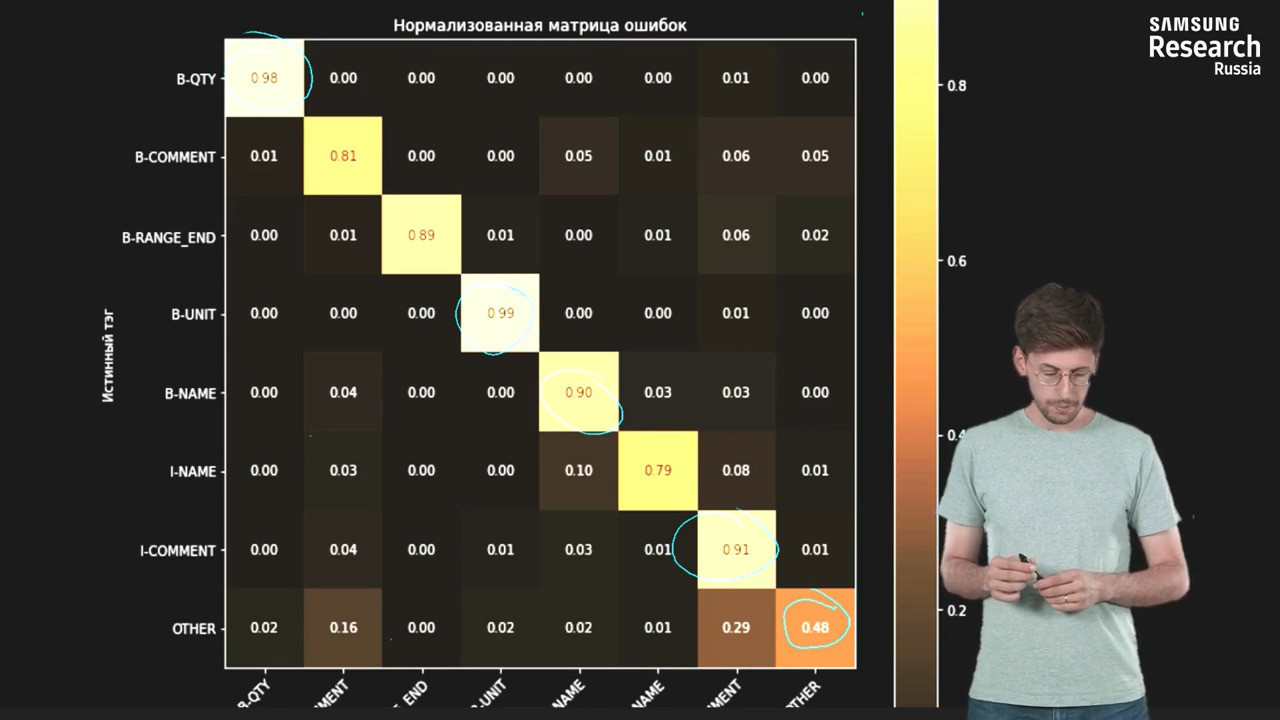 Нормализованная матрица ошибок
SAMSUNG
Research
Russia
B-QTY 0.98 0.00 0.00 0.00 0.00 0.00 0.01 0.00
B-COMMENT 0.01 0.81 0.00 0.00 0.05 0.01 0.06 0.05
B-RANGE_END 0.00 0.01 0.89 0.01 0.00 0.01 0.06 0.02
B-UNIT 0.00 0.00 0.00 0.99 0.00 0.00 0.01 0.00
B-NAME 0.00 0.04 0.00 0.00 0.90 0.03 0.03 0.00
I-NAME 0.00 0.03 0.00 0.00 0.10 0.79 0.08 0.01
I-COMMENT 0.00 0.04 0.00 0.01 0.03 0.01 0.91 0.01
OTHER 0.02 0.16 0.00 0.02 0.02 0.01 0.29 0.48
Истинный тэг
0.8
0.6
0.4
0.2
-QTY MENT _END -UNIT NAME NAME MENT THER